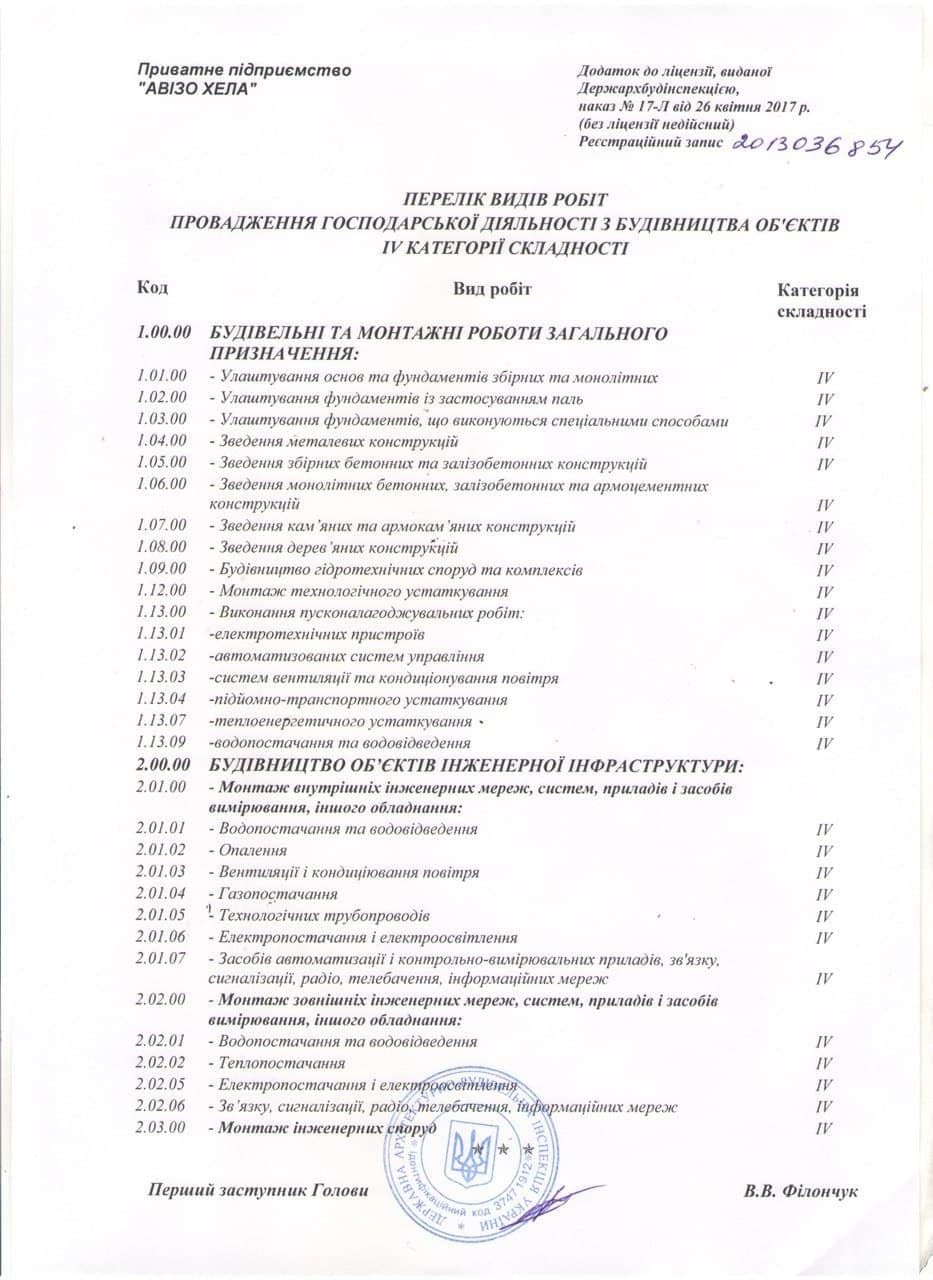 Приватне підприємство
"АВІЗО ХЕЛА"
Додаток до ліцензії, виданої
Держархбудінспекцією,
наказ № 17-Л від 26 квітня 2017 р.
(без ліцензії недійсний)
Реєстраційний запис 2013036854
ПЕРЕЛІК ВИДІВ РОБІТ
ПРОВАДЖЕННЯ ГОСПОДАРСЬКОЇ ДІЯЛЬНОСТІ З БУДІВНИЦТВА ОБ'ЄКТІВ
IV КАТЕГОРІЇ СКЛАДНОСТІ
Код Вид робіт Категорія
складності
1.00.00 БУДІВЕЛЬНІ ТА МОНТАЖНІ РОБОТИ ЗАГАЛЬНОГО
ПРИЗНАЧЕННЯ:
1.01.00 - Улаштування основ та фундаментів збірних та монолітних IV
1.02.00 - Улаштування фундаментів із застосуванням паль IV
1.03.00 - Улаштування фундаментів, що виконуються спеціальними способами IV
1.04.00 - Зведення металевих конструкцій IV
1.05.00 - Зведення збірних бетонних та залізобетонних конструкцій IV
1.06.00 - Зведення монолітних бетонних, залізобетонних та армоцементних
конструкцій IV
1.07.00 - Зведення кам’яних та армокам’яних конструкцій IV
1.08.00 - Зведення дерев’яних конструкцій IV
1.09.00 - Будівництво гідротехнічних споруд та комплексів IV
1.12.00 - Монтаж технологічного устаткування IV
1.13.00 - Виконання пусконалагоджувальних робіт: IV
1.13.01 -електротехнічних пристроїв IV
1.13.02 -автоматизованих систем управління IV
1.13.03 -систем вентиляції та кондиціонування повітря IV
1.13.04 -підйомно-транспортного устаткування IV
1.13.07 -теплоенергетичного устаткування IV
1.13.09 -водопостачання та водовідведення IV
2.00.00 БУДІВНИЦТВО ОБ’ЄКТІВ ІНЖЕНЕРНОЇ ІНФРАСТРУКТУРИ:
2.01.00 - Монтаж внутрішніх інженерних мереж, систем, приладів і засобів
вимірювання, іншого обладнання:
2.01.01 - Водопостачання та водовідведення IV
2.01.02 - Опалення IV
2.01.03 - Вентиляції і кондиціювання повітря IV
2.01.04 - Газопостачання IV
2.01.05 - Технологічних трубопроводів IV
2.01.06 - Електропостачання і електроосвітлення IV
2.01.07 - Засобів автоматизації і контрольно-вимірювальних приладів, зв'язку,
сигналізації, радіо, телебачення, інформаційних мереж IV
2.02.00 - Монтаж зовнішніх інженерних мереж, систем, приладів і засобів
вимірювання, іншого обладнання:
2.02.01 - Водопостачання та водовідведення IV
2.02.02 - Теплопостачання IV
2.02.05 - Електропостачання і електроосвітлення IV
2.02.06 - Зв’язку, сигналізації, радіо, телебачення, інформаційних мереж IV
2.03.00 - Монтаж інженерних споруд IV
ДЕРЖАВНА АРХІТЕКТУРНО-БУДІВЕЛЬНА ІНСПЕКЦІЯ УКРАЇНИ
ідентифікаційний код 37471912
Перший заступник Голови В.В. Філончук